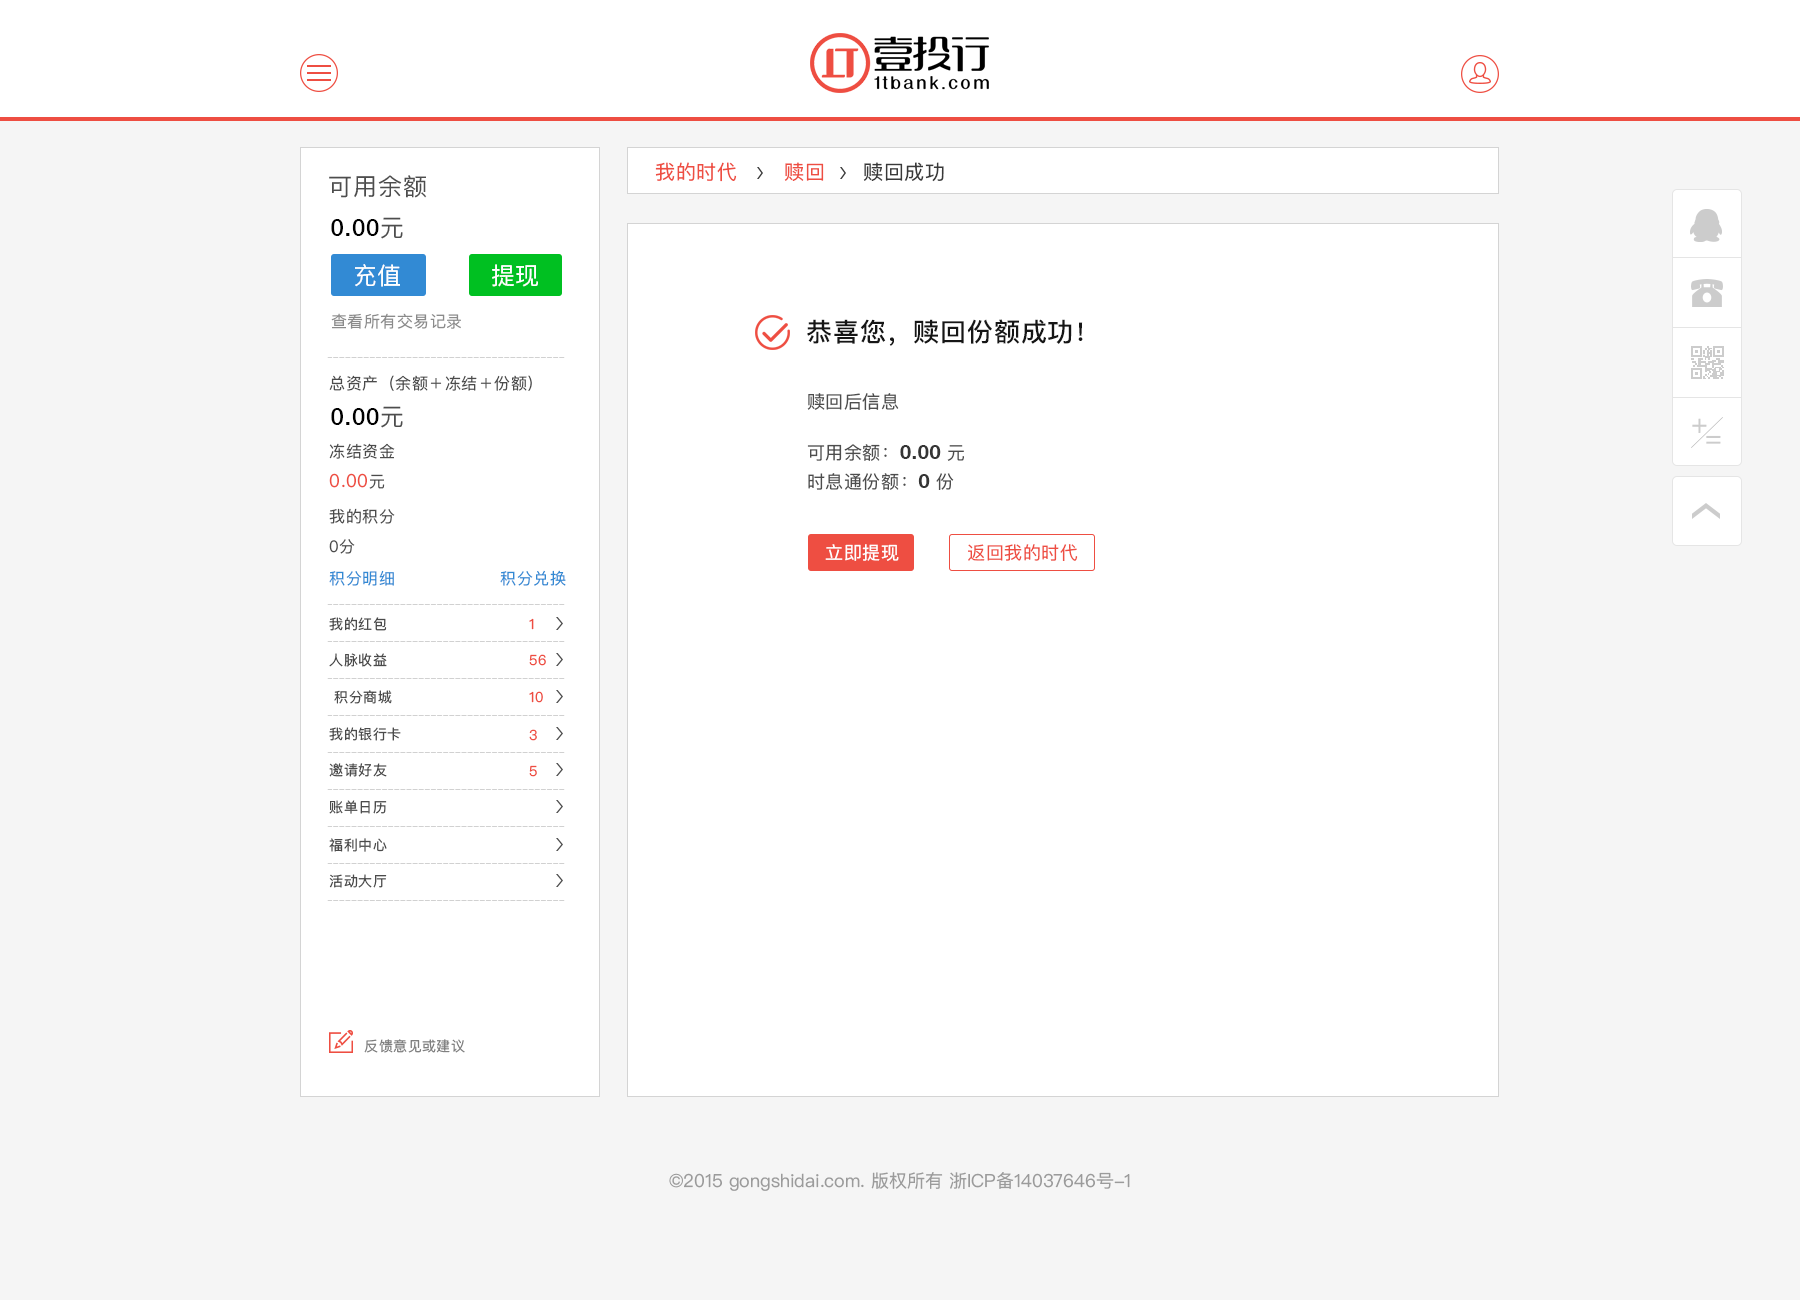 壹投行
1tbank.com
可用余额
0.00元
充值 提现
查看所有交易记录
总资产（余额＋冻结＋份额）
0.00元
冻结资金
0.00元
我的积分
0分
积分明细 积分兑换
我的红包 1
人脉收益 56
积分商城 10
我的银行卡 3
邀请好友 5
账单日历
福利中心
活动大厅
反馈意见或建议
我的时代 › 赎回 › 赎回成功
恭喜您，赎回份额成功！
赎回后信息
可用余额：0.00 元
时息通份额：0 份
立即提现 返回我的时代
©2015 gongshidai.com. 版权所有 浙ICP备14037646号-1